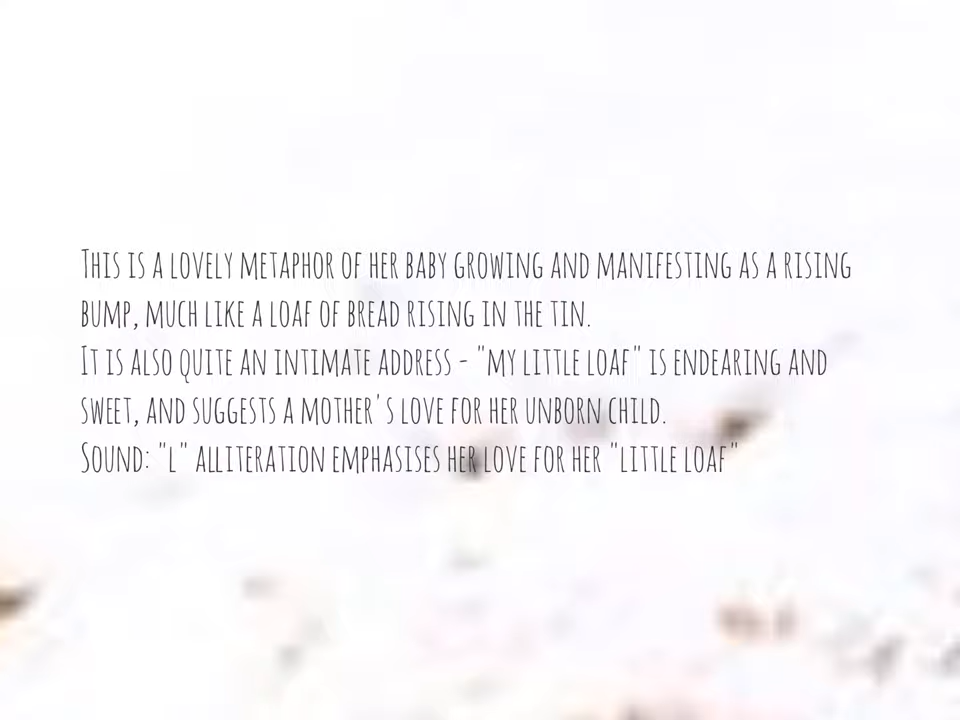 This is a lovely metaphor of her baby growing and manifesting as a rising
bump, much like a loaf of bread rising in the tin.
It is also quite an intimate address - "my little loaf" is endearing and
sweet, and suggests a mother's love for her unborn child.
Sound: "l" alliteration emphasises her love for her "little loaf"